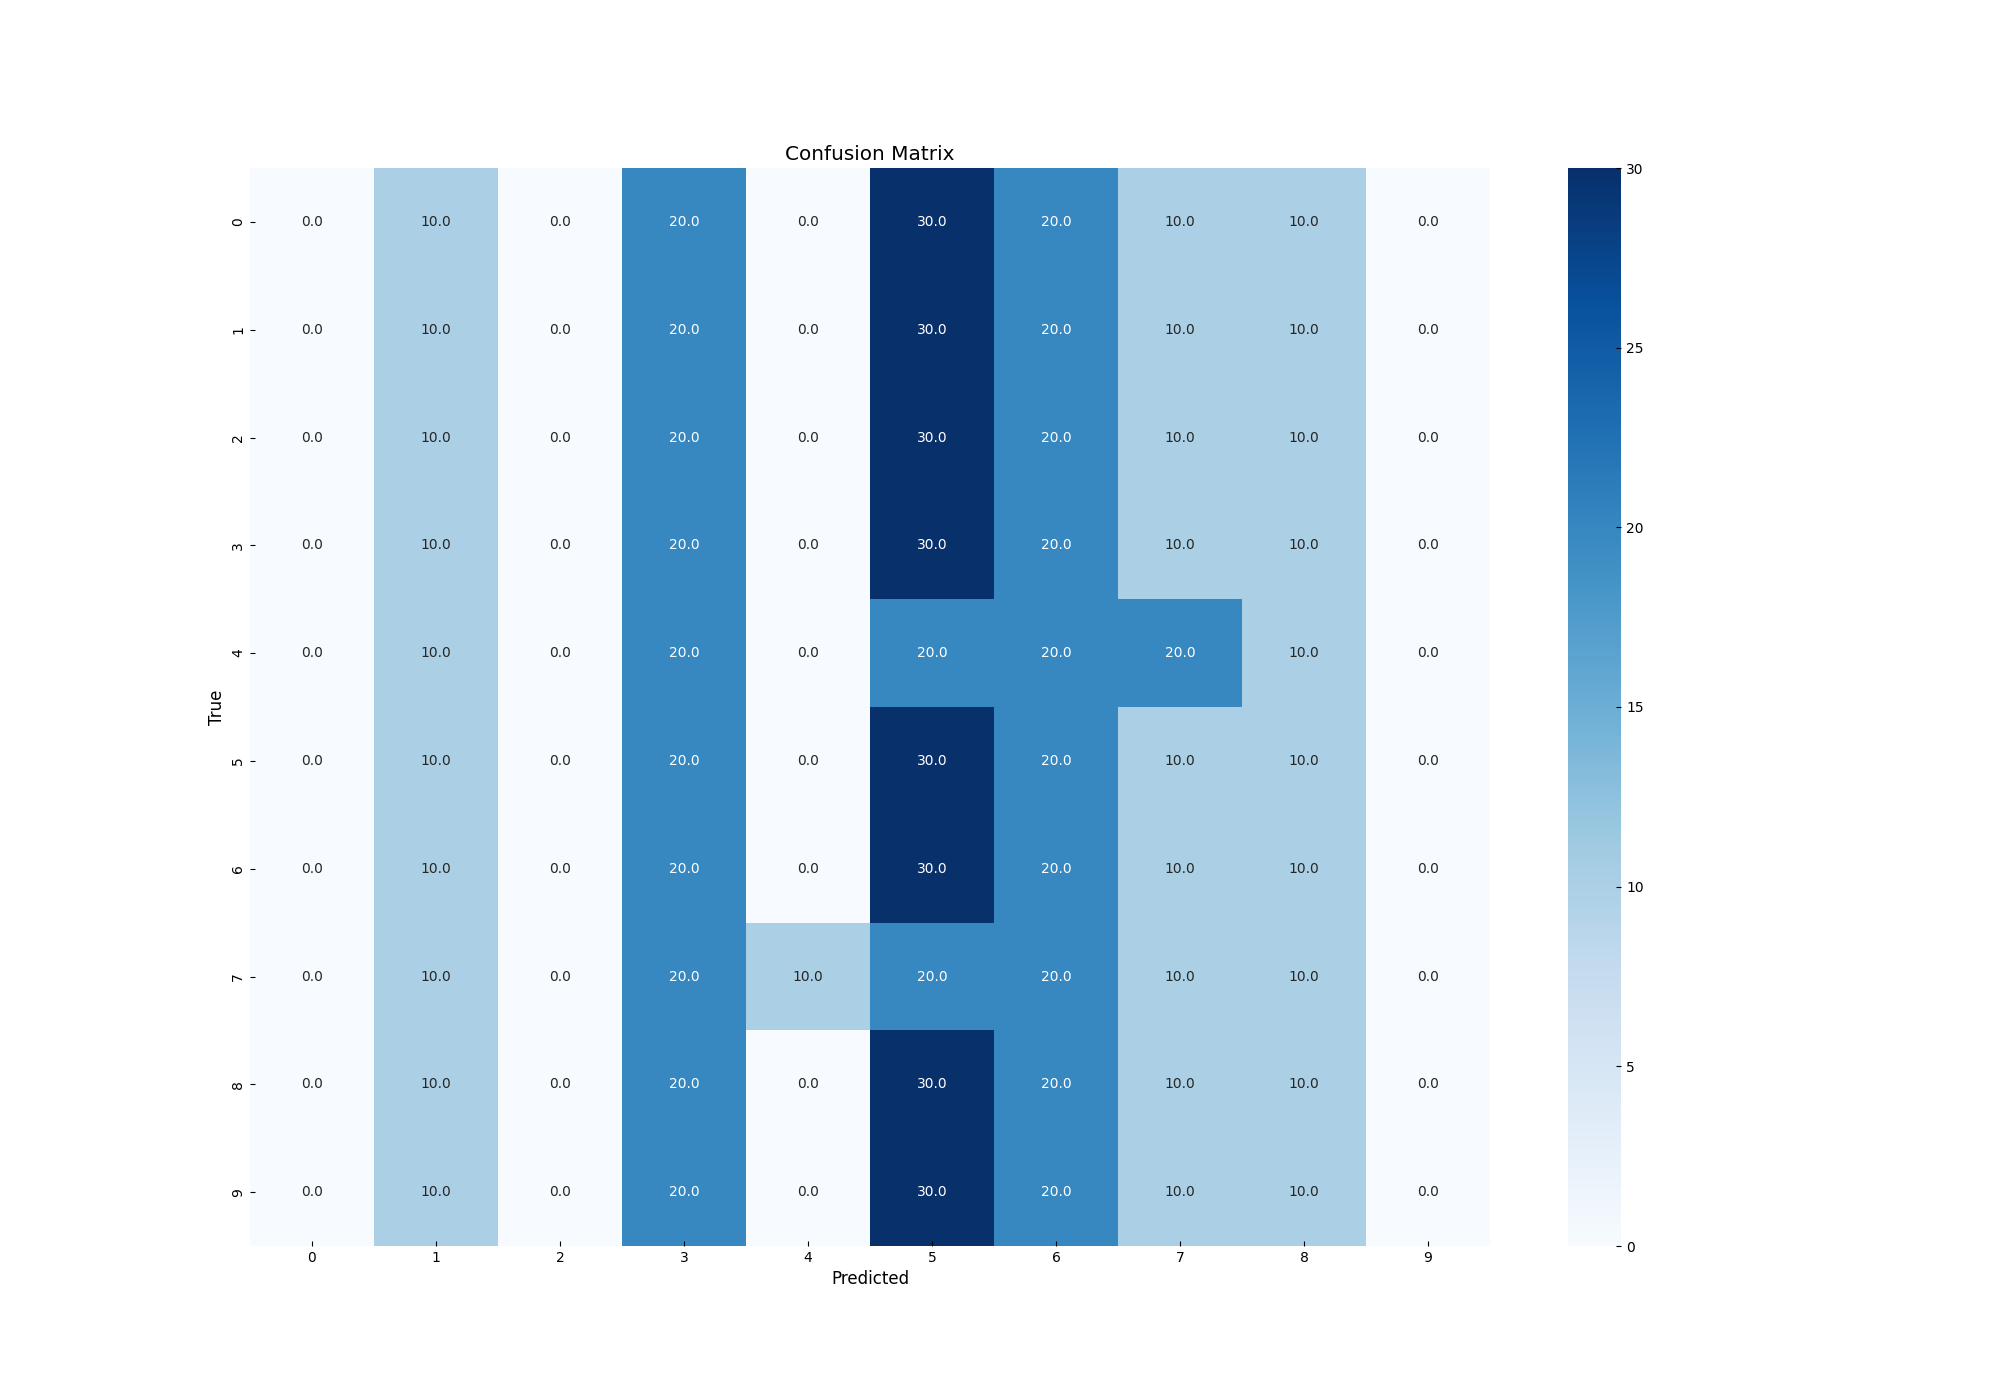 Confusion Matrix
0 0.0 10.0 0.0 20.0 0.0 30.0 20.0 10.0 10.0 0.0
1 0.0 10.0 0.0 20.0 0.0 30.0 20.0 10.0 10.0 0.0
2 0.0 10.0 0.0 20.0 0.0 30.0 20.0 10.0 10.0 0.0
3 0.0 10.0 0.0 20.0 0.0 30.0 20.0 10.0 10.0 0.0
4 0.0 10.0 0.0 20.0 0.0 20.0 20.0 20.0 10.0 0.0
True
5 0.0 10.0 0.0 20.0 0.0 30.0 20.0 10.0 10.0 0.0
6 0.0 10.0 0.0 20.0 0.0 30.0 20.0 10.0 10.0 0.0
7 0.0 10.0 0.0 20.0 10.0 20.0 20.0 10.0 10.0 0.0
8 0.0 10.0 0.0 20.0 0.0 30.0 20.0 10.0 10.0 0.0
9 0.0 10.0 0.0 20.0 0.0 30.0 20.0 10.0 10.0 0.0
0 1 2 3 4 5 6 7 8 9
Predicted
30
25
20
15
10
5
0